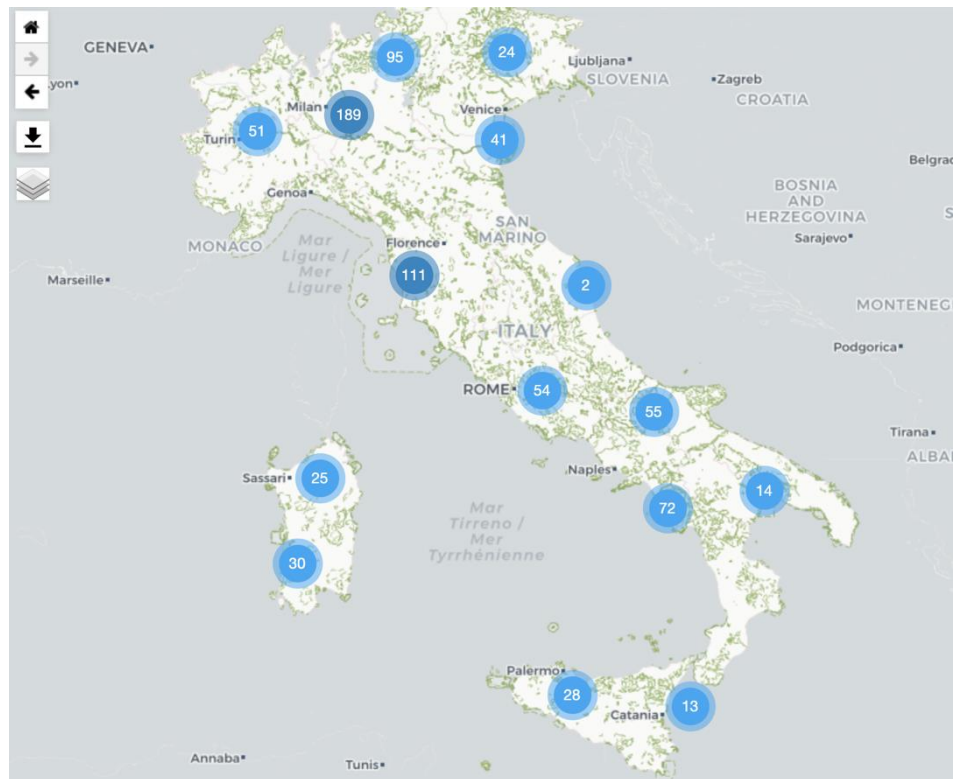 GENEVA
95
24
Ljubljana
SLOVENIA
yon
Zagreb
CROATIA
Milan
189
Venice
51
Turin
41
Belgrad
Genoa
BOSNIA
AND
HERZEGOVINA
SAN
MARINO
MONACO
Mar
Ligure /
Mer
Ligure
Florence
Sarajevo
S
Marseille
111
2
MONTENEG
ITALY
Podgorica
ROME
54
55
Tirana
ALBA
Sassari
25
Naples
14
72
Mar
Tirreno /
Mer
Tyrrhénienne
30
Palermo
28
Catania
13
Annaba
Tunis